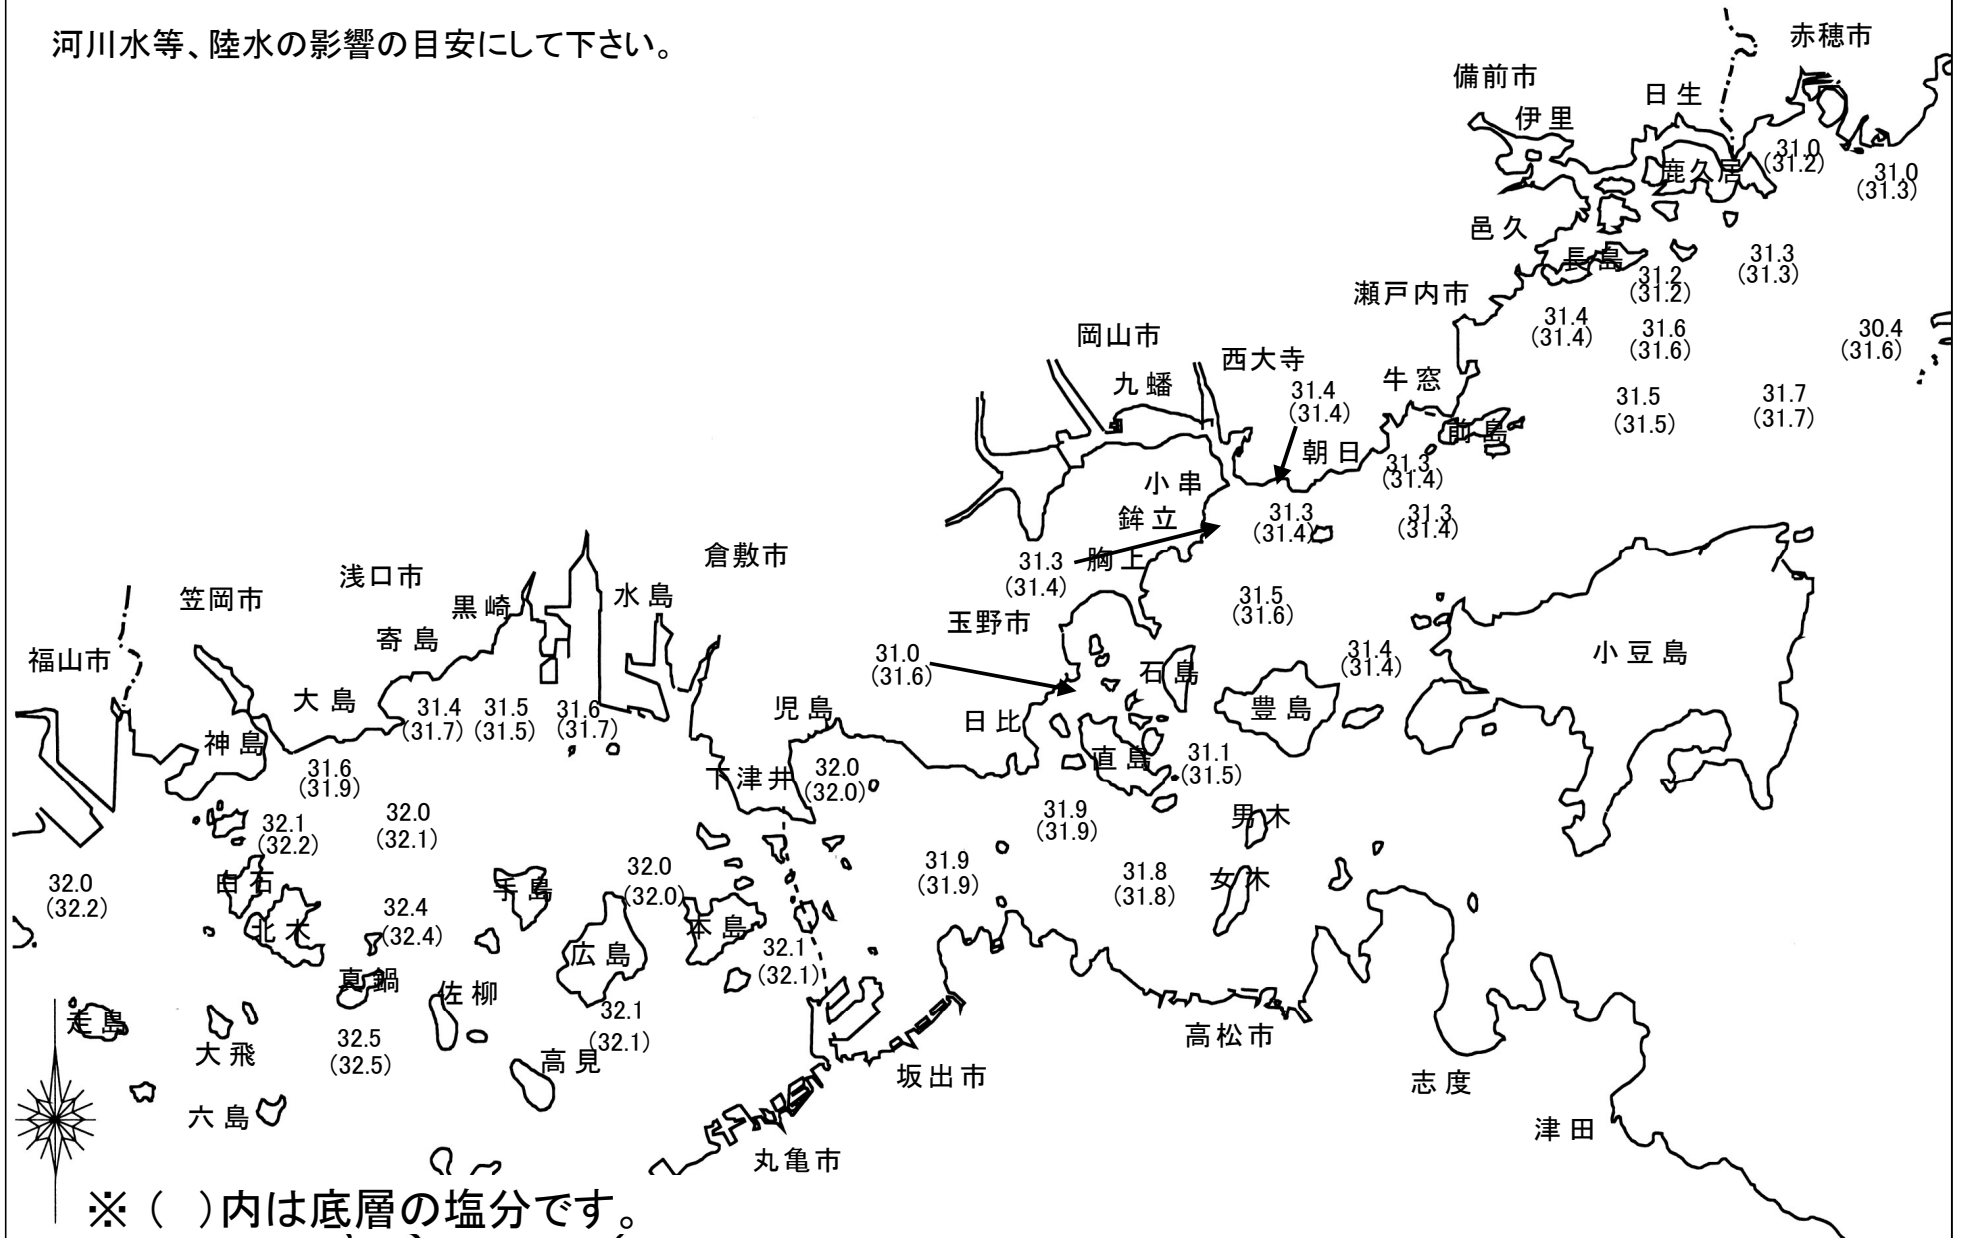 河川水等、陸水の影響の目安にして下さい。
赤穂市
備前市
日生
伊里
31.0
(31.2)
鹿久居
31.0
(31.3)
邑久
長島
31.3
(31.3)
31.2
(31.2)
瀬戸内市
31.4
(31.4)
31.6
(31.6)
30.4
(31.6)
岡山市
西大寺
九蟠
牛窓
31.4
(31.4)
31.5
(31.5)
31.7
(31.7)
前島
朝日
31.3
(31.4)
小串
鉾立
31.3
(31.4)
31.3
(31.4)
胸上
31.3
(31.4)
倉敷市
浅口市
笠岡市
黒崎
水島
寄島
玉野市
31.5
(31.6)
福山市
31.0
(31.6)
石島
31.4
(31.4)
小豆島
大島
31.4
(31.7)
31.5
(31.5)
31.6
(31.7)
児島
日比
豊島
神島
直島
31.1
(31.5)
31.6
(31.9)
下津井
32.0
(32.0)
32.1
(32.2)
32.0
(32.1)
31.9
(31.9)
男木
32.0
(32.2)
白石
手島
32.0
(32.0)
31.9
(31.9)
31.8
(31.8)
女木
北木
32.4
(32.4)
本島
広島
32.1
(32.1)
真鍋
佐柳
走島
32.5
(32.5)
32.1
(32.1)
大飛
高見
高松市
坂出市
志度
六島
津田
丸亀市
※（ ）内は底層の塩分です。